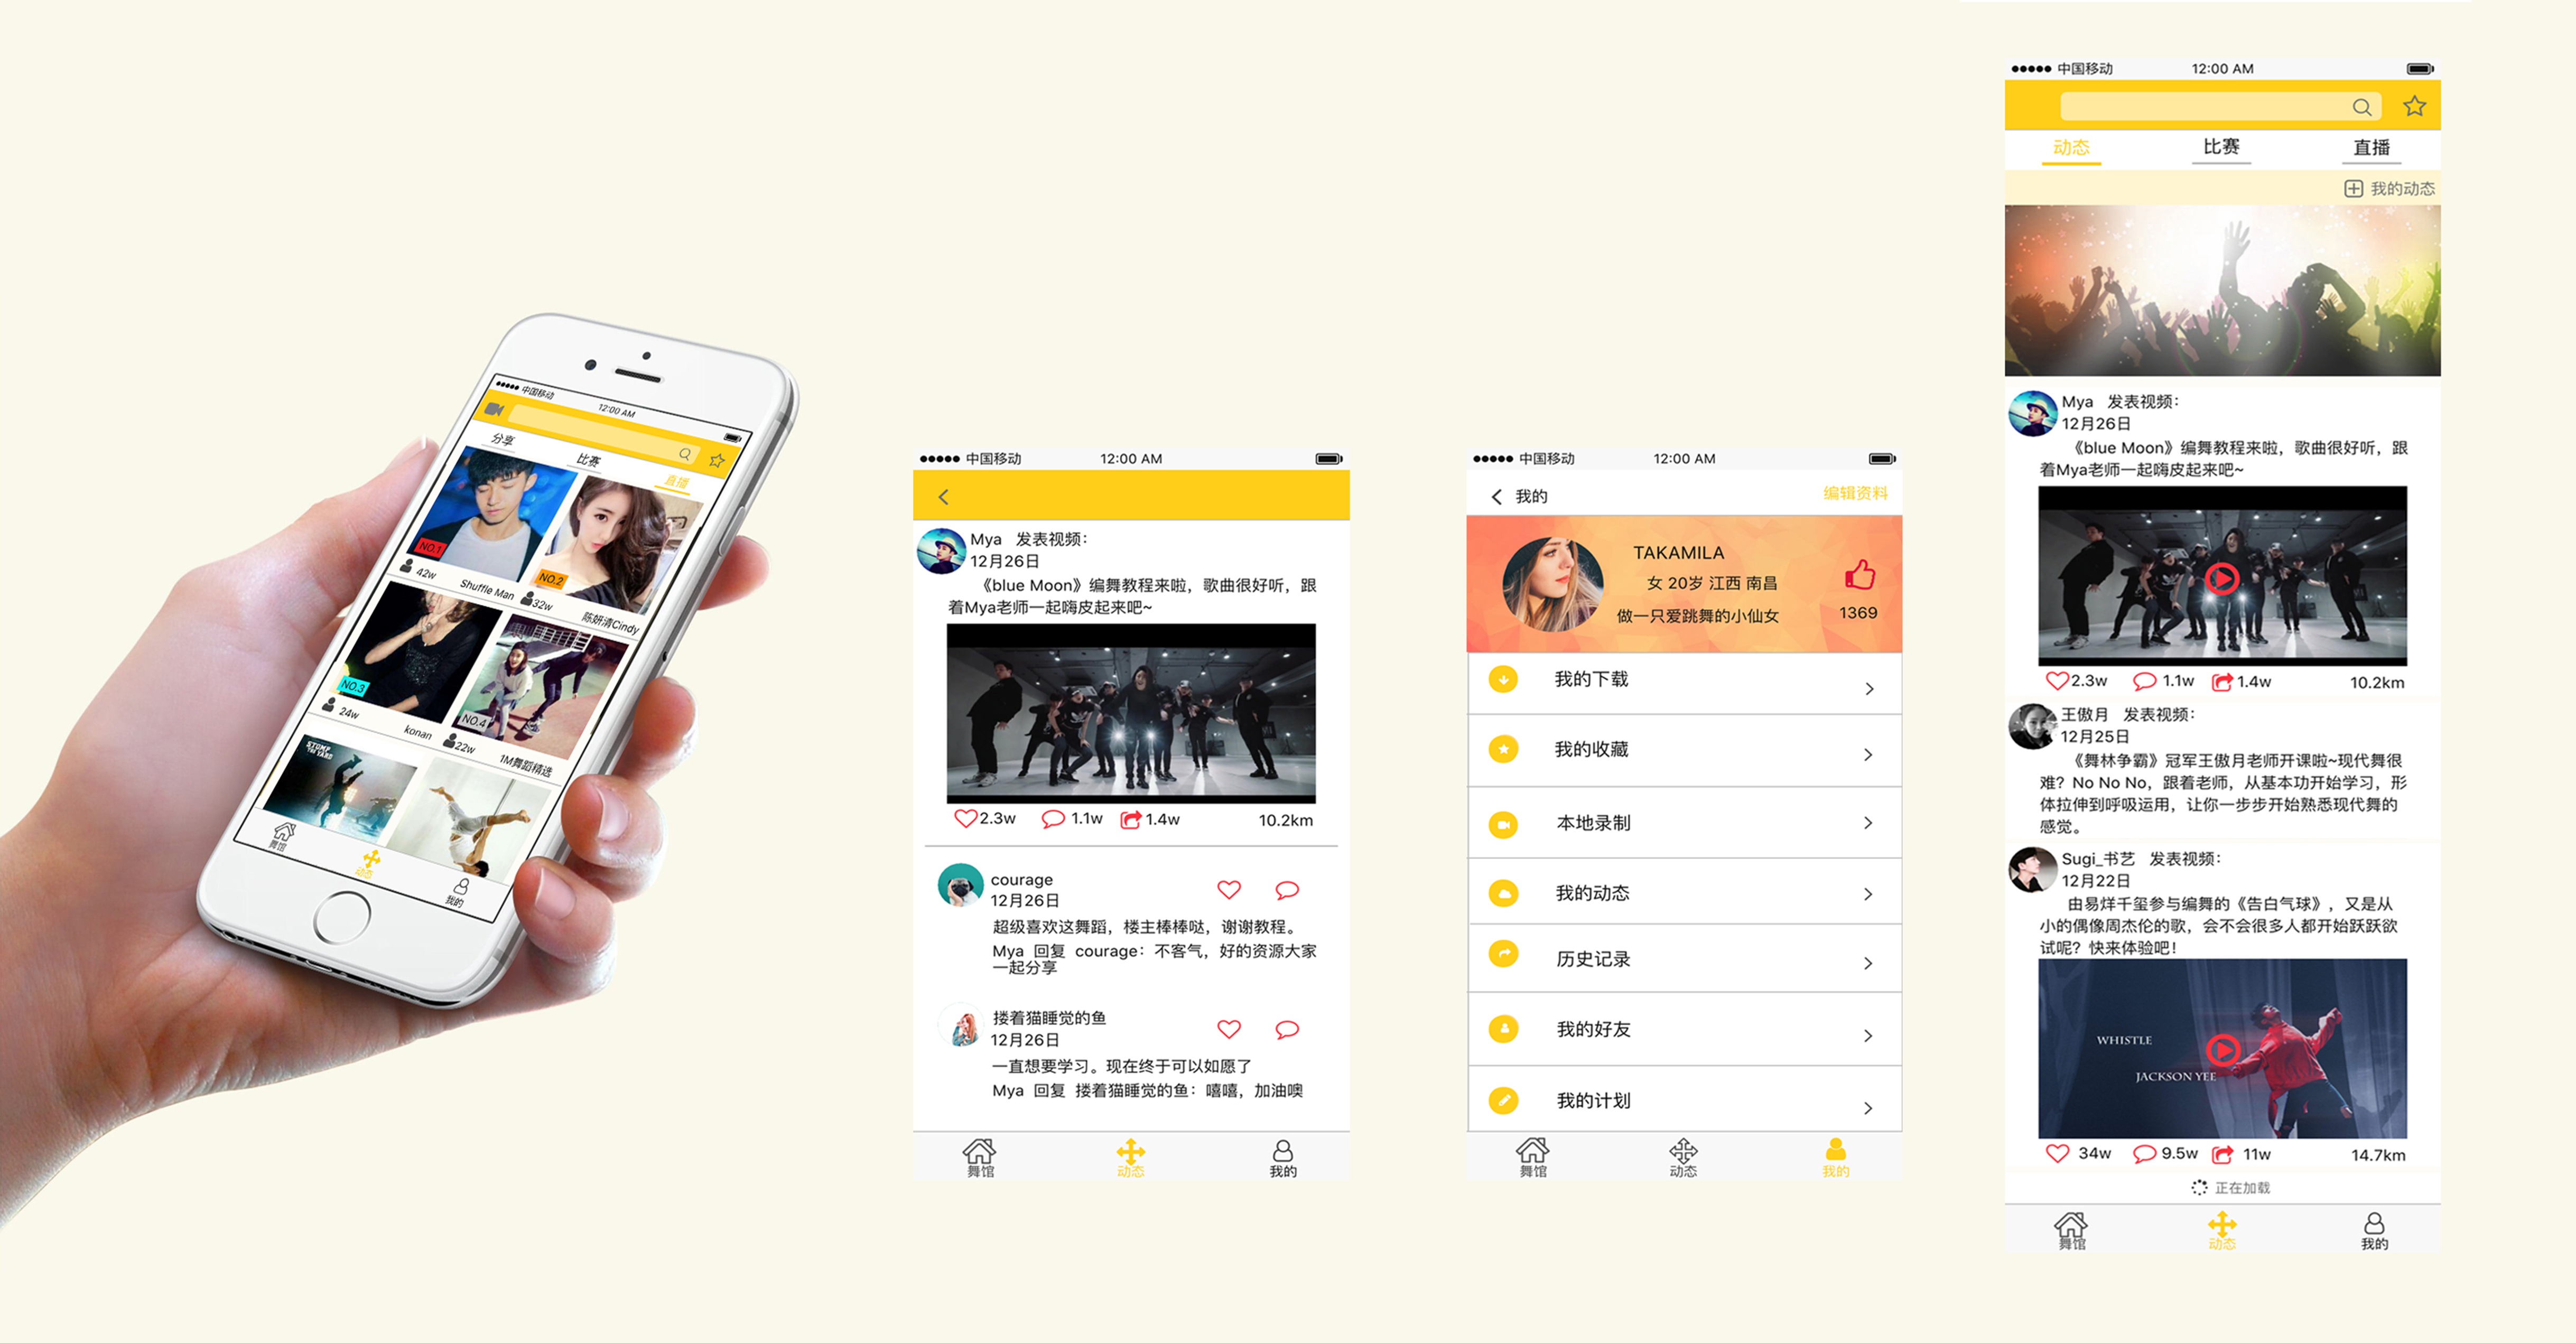 中国移动
12:00 AM
分享
比赛
直播
NO.1
NO.2
42w
Shuffle Man
32w
陈妍清Cindy
NO.3
NO.4
24w
konan
22w
1M舞蹈精选
STOMP
THE YARD
舞馆
动态
我的
中国移动
12:00 AM
Mya 发表视频：
12月26日
《blue Moon》编舞教程来啦，歌曲很好听，跟
着Mya老师一起嗨皮起来吧~
2.3w
1.1w
1.4w
10.2km
courage
12月26日
超级喜欢这舞蹈，楼主棒棒哒，谢谢教程。
Mya 回复 courage：不客气，好的资源大家
一起分享
搂着猫睡觉的鱼
12月26日
一直想要学习。现在终于可以如愿了
Mya 回复 搂着猫睡觉的鱼：嘻嘻，加油噢
舞馆
动态
我的
中国移动
12:00 AM
我的
编辑资料
TAKAMILA
女 20岁 江西 南昌
做一只爱跳舞的小仙女
1369
我的下载
我的收藏
本地录制
我的动态
历史记录
我的好友
我的计划
舞馆
动态
我的
中国移动
12:00 AM
动态
比赛
直播
我的动态
Mya 发表视频：
12月26日
《blue Moon》编舞教程来啦，歌曲很好听，跟
着Mya老师一起嗨皮起来吧~
2.3w
1.1w
1.4w
10.2km
王傲月 发表视频：
12月25日
《舞林争霸》冠军王傲月老师开课啦~现代舞很
难？No No No，跟着老师，从基本功开始学习，形
体拉伸到呼吸运用，让你一步步开始熟悉现代舞的
感觉。
Sugi_书艺 发表视频：
12月22日
由易烊千玺参与编舞的《告白气球》，又是从
小的偶像周杰伦的歌，会不会很多人都开始跃跃欲
试呢？快来体验吧！
WHISTLE
JACKSON YEE
34w
9.5w
11w
14.7km
正在加载
舞馆
动态
我的